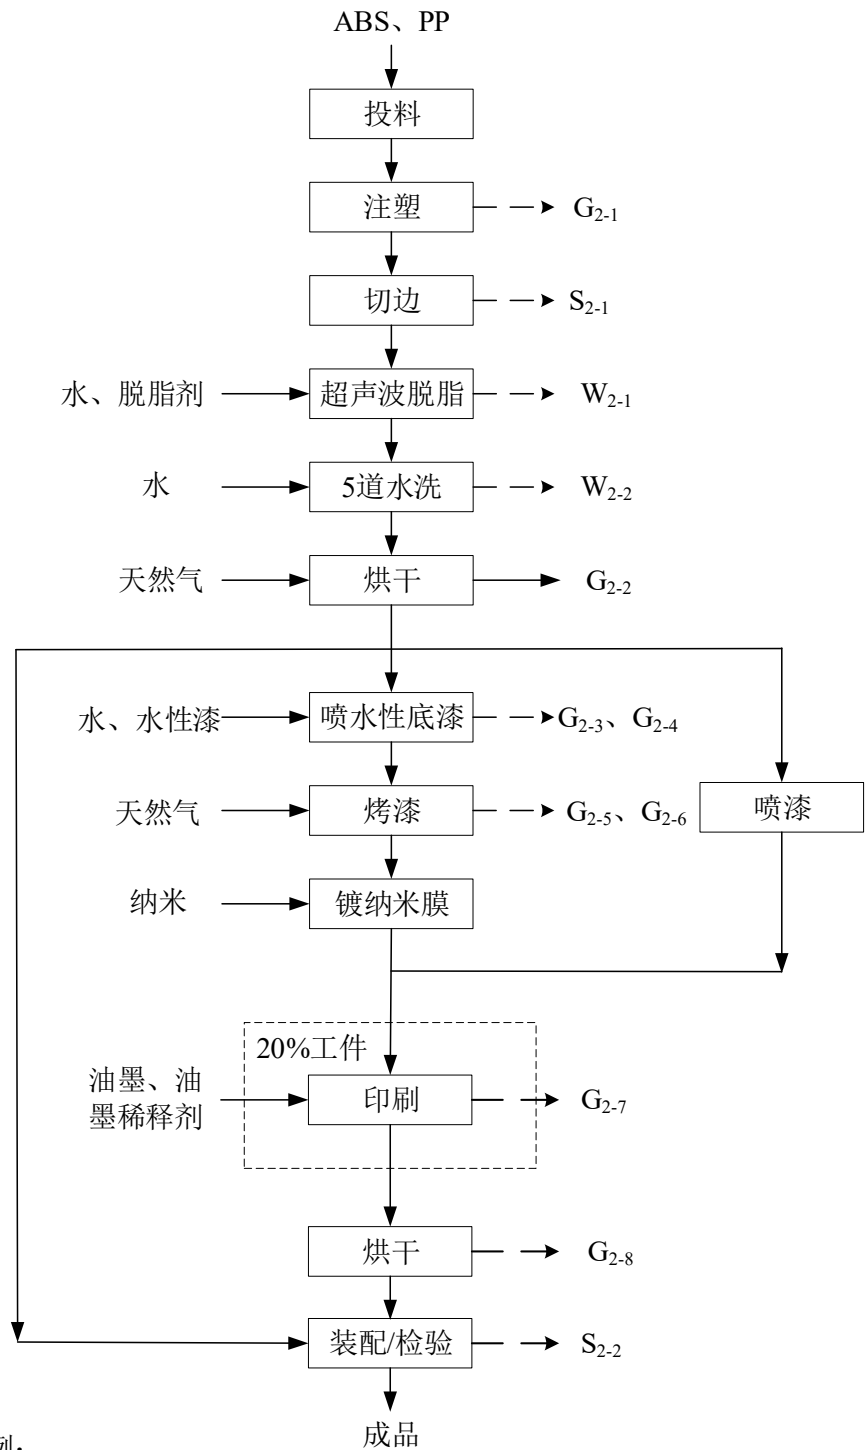 ABS、PP
投料
注塑
G2-1
切边
S2-1
水、脱脂剂
超声波脱脂
W2-1
水
5道水洗
W2-2
天然气
烘干
G2-2
水、水性漆
喷水性底漆
G2-3、G2-4
天然气
烤漆
G2-5、G2-6
喷漆
纳米
镀纳米膜
20%工件
油墨、油
墨稀释剂
印刷
G2-7
烘干
G2-8
装配/检验
S2-2
成品